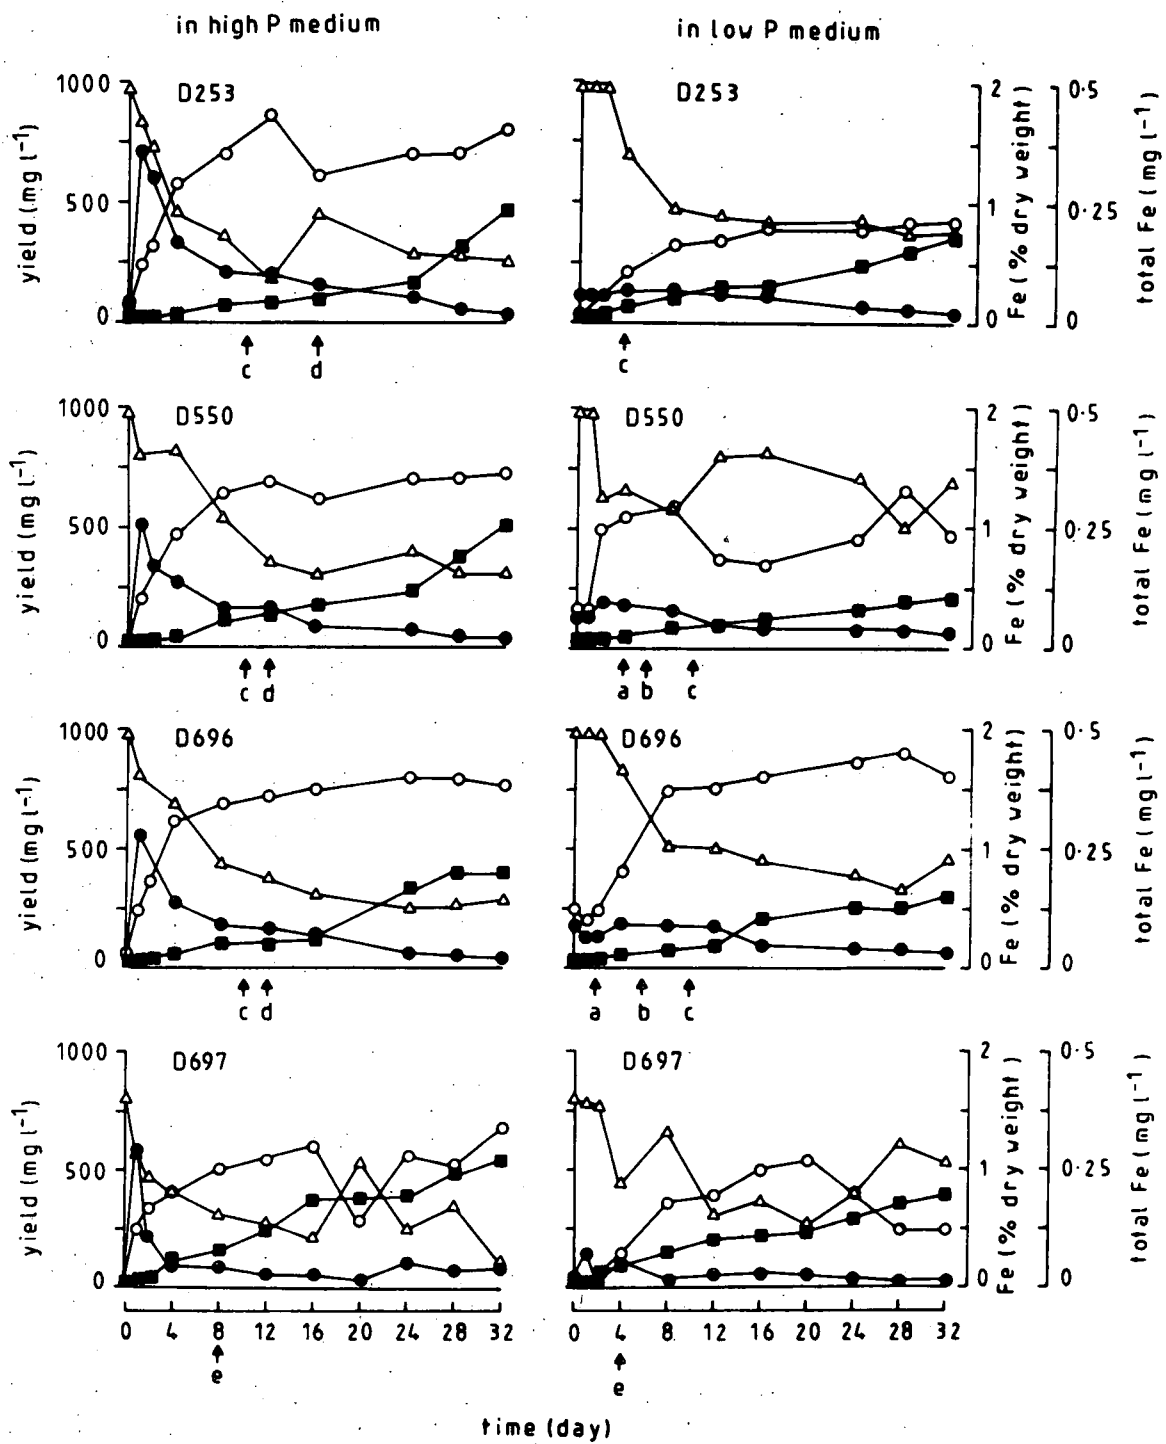 in high P medium
in low P medium
D253
D253
1000
500
0
yield (mg l⁻¹)
2
1
0
Fe (% dry weight)
0·5
0·25
0
total Fe (mg l⁻¹)
c
d
c
D550
D550
1000
500
0
yield (mg l⁻¹)
2
1
0
Fe (% dry weight)
0·5
0·25
0
total Fe (mg l⁻¹)
c
d
a
b
c
D696
D696
1000
500
0
yield (mg l⁻¹)
2
1
0
Fe (% dry weight)
0·5
0·25
0
total Fe (mg l⁻¹)
c
d
a
b
c
D697
D697
1000
500
0
yield (mg l⁻¹)
2
1
0
Fe (% dry weight)
0·5
0·25
0
total Fe (mg l⁻¹)
0 4 8 12 16 20 24 28 32
0 4 8 12 16 20 24 28 32
e
e
time (day)